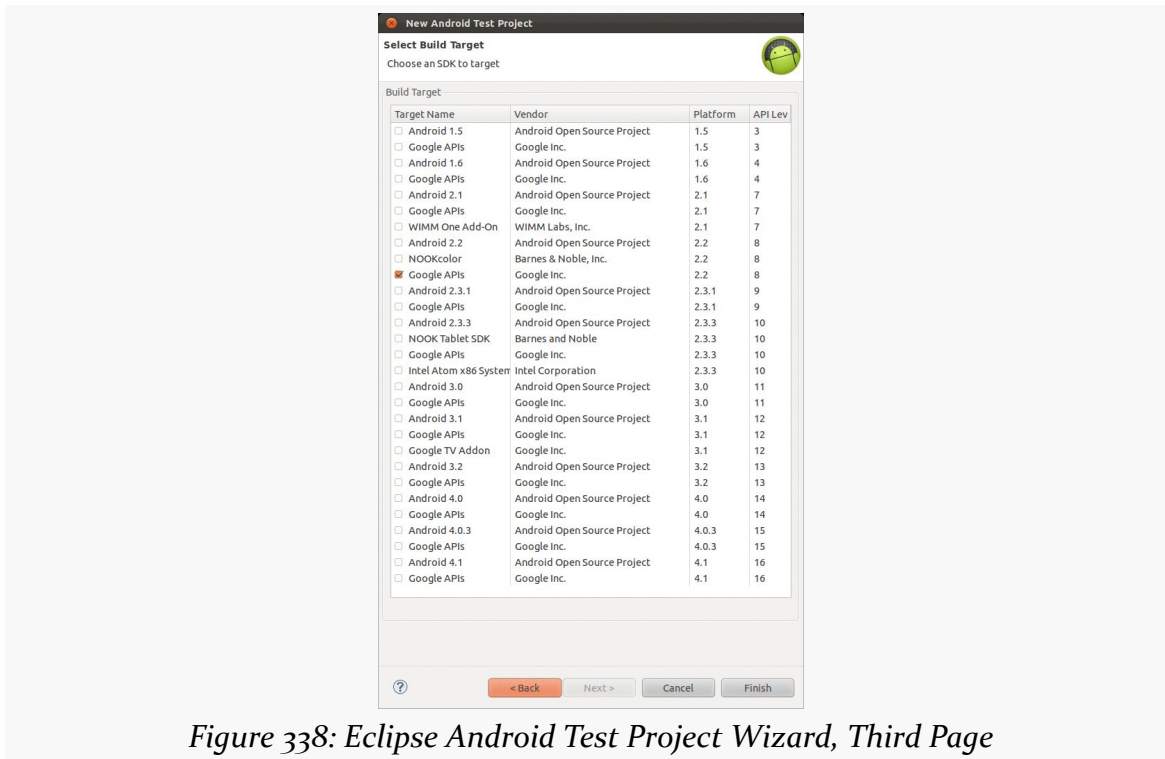 New Android Test Project
Select Build Target
Choose an SDK to target
Build Target
Target Name Vendor Platform API Lev
Android 1.5 Android Open Source Project 1.5 3
Google APIs Google Inc. 1.5 3
Android 1.6 Android Open Source Project 1.6 4
Google APIs Google Inc. 1.6 4
Android 2.1 Android Open Source Project 2.1 7
Google APIs Google Inc. 2.1 7
WIMM One Add-On WIMM Labs, Inc. 2.1 7
Android 2.2 Android Open Source Project 2.2 8
NOOKcolor Barnes & Noble, Inc. 2.2 8
Google APIs Google Inc. 2.2 8
Android 2.3.1 Android Open Source Project 2.3.1 9
Google APIs Google Inc. 2.3.1 9
Android 2.3.3 Android Open Source Project 2.3.3 10
NOOK Tablet SDK Barnes and Noble 2.3.3 10
Google APIs Google Inc. 2.3.3 10
Intel Atom x86 System Intel Corporation 2.3.3 10
Android 3.0 Android Open Source Project 3.0 11
Google APIs Google Inc. 3.0 11
Android 3.1 Android Open Source Project 3.1 12
Google APIs Google Inc. 3.1 12
Google TV Addon Google Inc. 3.1 12
Android 3.2 Android Open Source Project 3.2 13
Google APIs Google Inc. 3.2 13
Android 4.0 Android Open Source Project 4.0 14
Google APIs Google Inc. 4.0 14
Android 4.0.3 Android Open Source Project 4.0.3 15
Google APIs Google Inc. 4.0.3 15
Android 4.1 Android Open Source Project 4.1 16
Google APIs Google Inc. 4.1 16
? < Back Next > Cancel Finish
Figure 338: Eclipse Android Test Project Wizard, Third Page